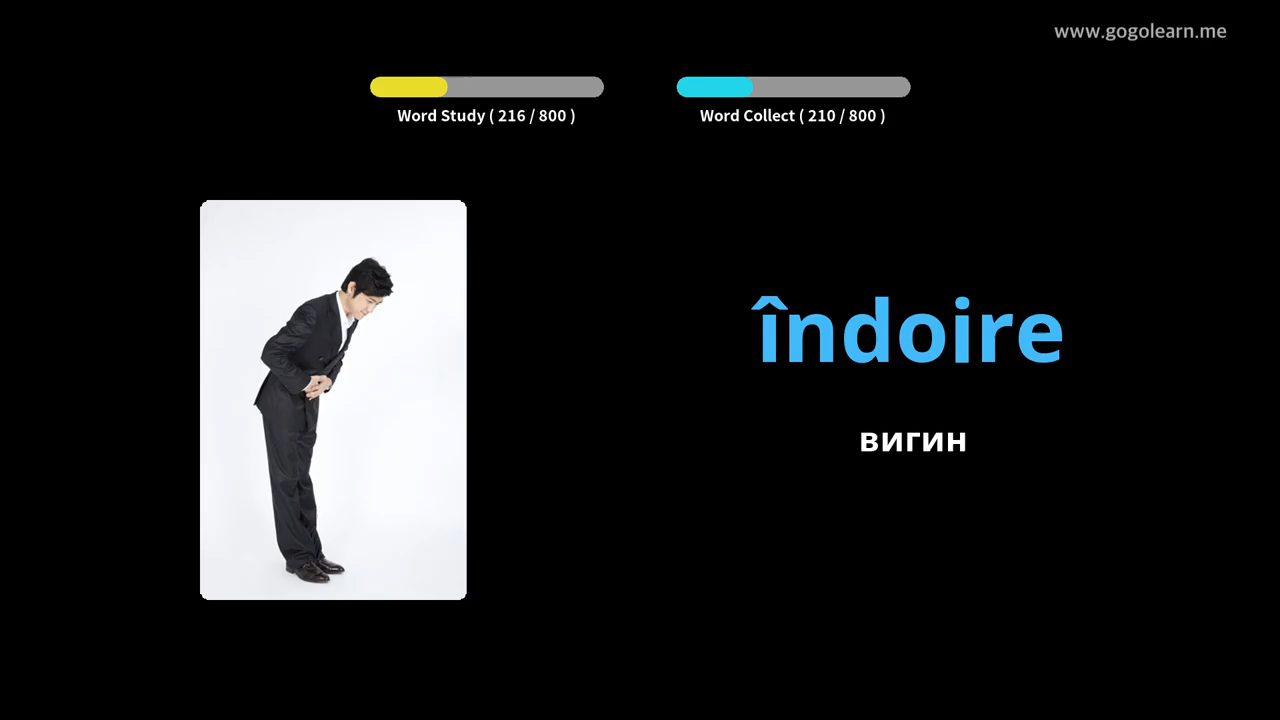 www.gogolearn.me
Word Study ( 216 / 800 )
Word Collect ( 210 / 800 )
îndoire
вигин